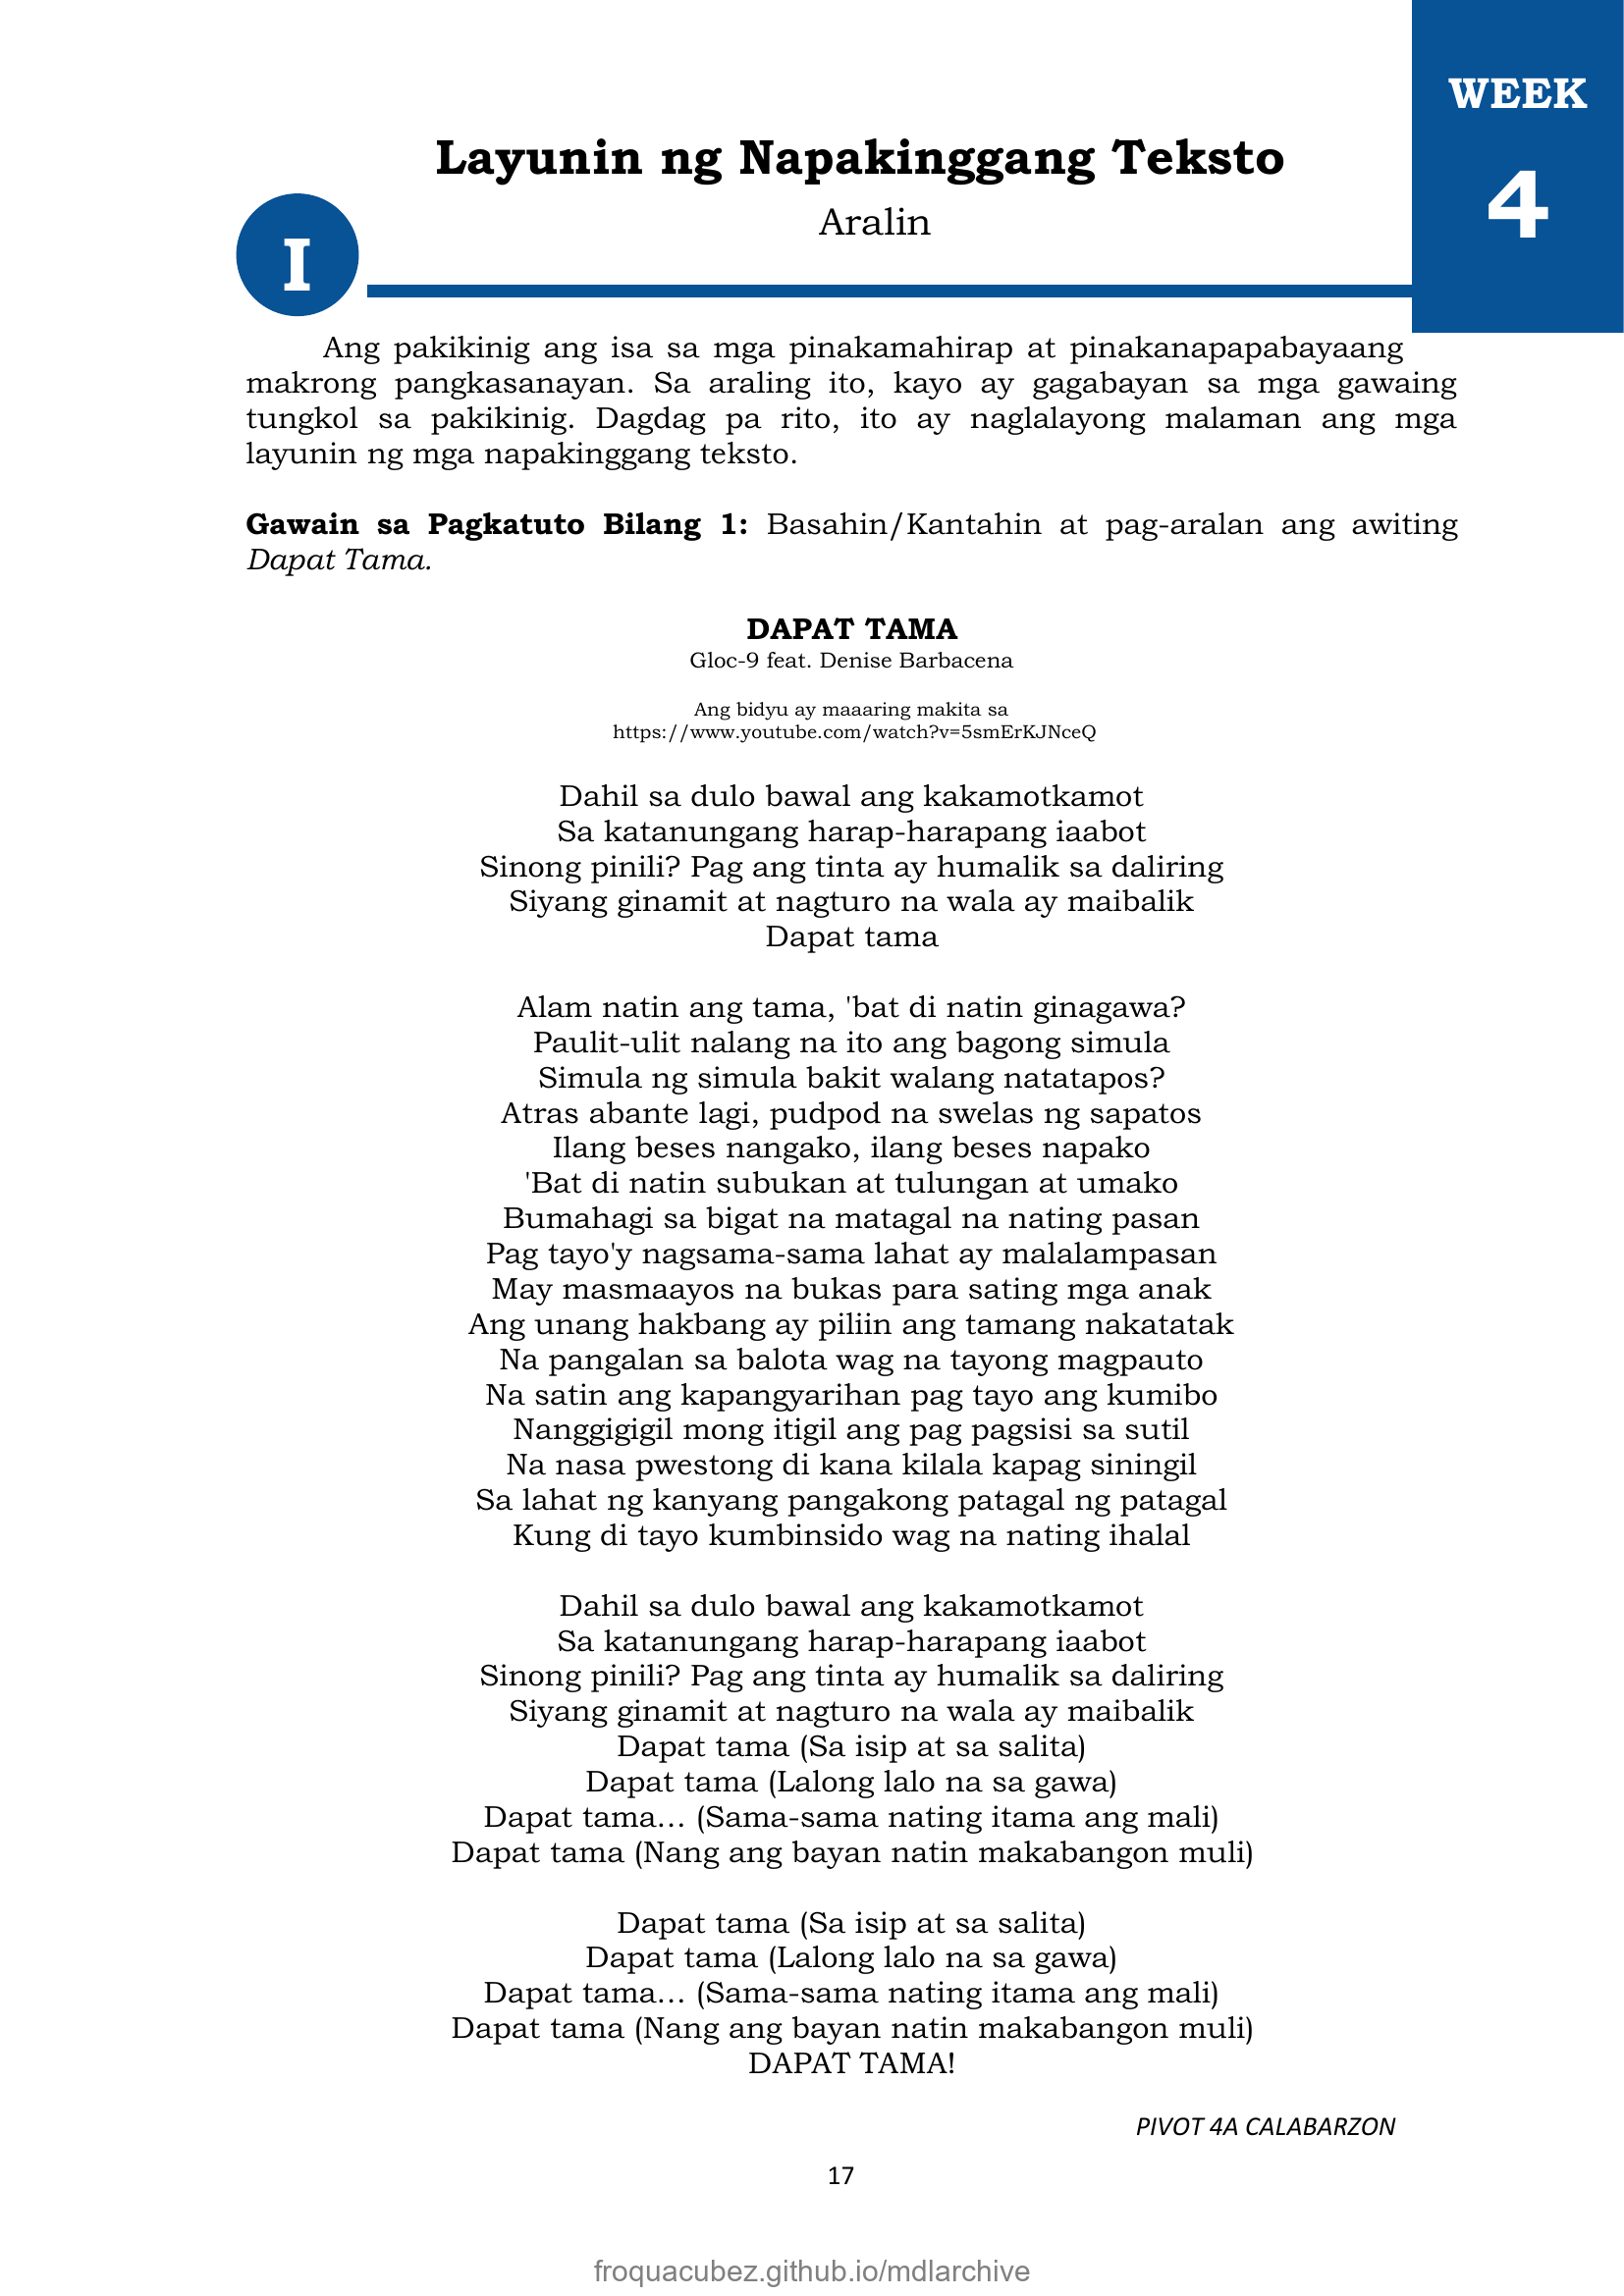 WEEK
4
Layunin ng Napakinggang Teksto
Aralin
I
Ang pakikinig ang isa sa mga pinakamahirap at pinakanapapabayaang
makrong pangkasanayan. Sa araling ito, kayo ay gagabayan sa mga gawaing
tungkol sa pakikinig. Dagdag pa rito, ito ay naglalayong malaman ang mga
layunin ng mga napakinggang teksto.
Gawain sa Pagkatuto Bilang 1: Basahin/Kantahin at pag-aralan ang awiting
Dapat Tama.
DAPAT TAMA
Gloc-9 feat. Denise Barbacena
Ang bidyu ay maaaring makita sa
https://www.youtube.com/watch?v=5smErKJNceQ
Dahil sa dulo bawal ang kakamotkamot
Sa katanungang harap-harapang iaabot
Sinong pinili? Pag ang tinta ay humalik sa daliring
Siyang ginamit at nagturo na wala ay maibalik
Dapat tama
Alam natin ang tama, 'bat di natin ginagawa?
Paulit-ulit nalang na ito ang bagong simula
Simula ng simula bakit walang natatapos?
Atras abante lagi, pudpod na swelas ng sapatos
Ilang beses nangako, ilang beses napako
'Bat di natin subukan at tulungan at umako
Bumahagi sa bigat na matagal na nating pasan
Pag tayo'y nagsama-sama lahat ay malalampasan
May masmaayos na bukas para sating mga anak
Ang unang hakbang ay piliin ang tamang nakatatak
Na pangalan sa balota wag na tayong magpauto
Na satin ang kapangyarihan pag tayo ang kumibo
Nanggigigil mong itigil ang pag pagsisi sa sutil
Na nasa pwestong di kana kilala kapag siningil
Sa lahat ng kanyang pangakong patagal ng patagal
Kung di tayo kumbinsido wag na nating ihalal
Dahil sa dulo bawal ang kakamotkamot
Sa katanungang harap-harapang iaabot
Sinong pinili? Pag ang tinta ay humalik sa daliring
Siyang ginamit at nagturo na wala ay maibalik
Dapat tama (Sa isip at sa salita)
Dapat tama (Lalong lalo na sa gawa)
Dapat tama... (Sama-sama nating itama ang mali)
Dapat tama (Nang ang bayan natin makabangon muli)
Dapat tama (Sa isip at sa salita)
Dapat tama (Lalong lalo na sa gawa)
Dapat tama... (Sama-sama nating itama ang mali)
Dapat tama (Nang ang bayan natin makabangon muli)
DAPAT TAMA!
PIVOT 4A CALABARZON
17
froquacubez.github.io/mdlarchive